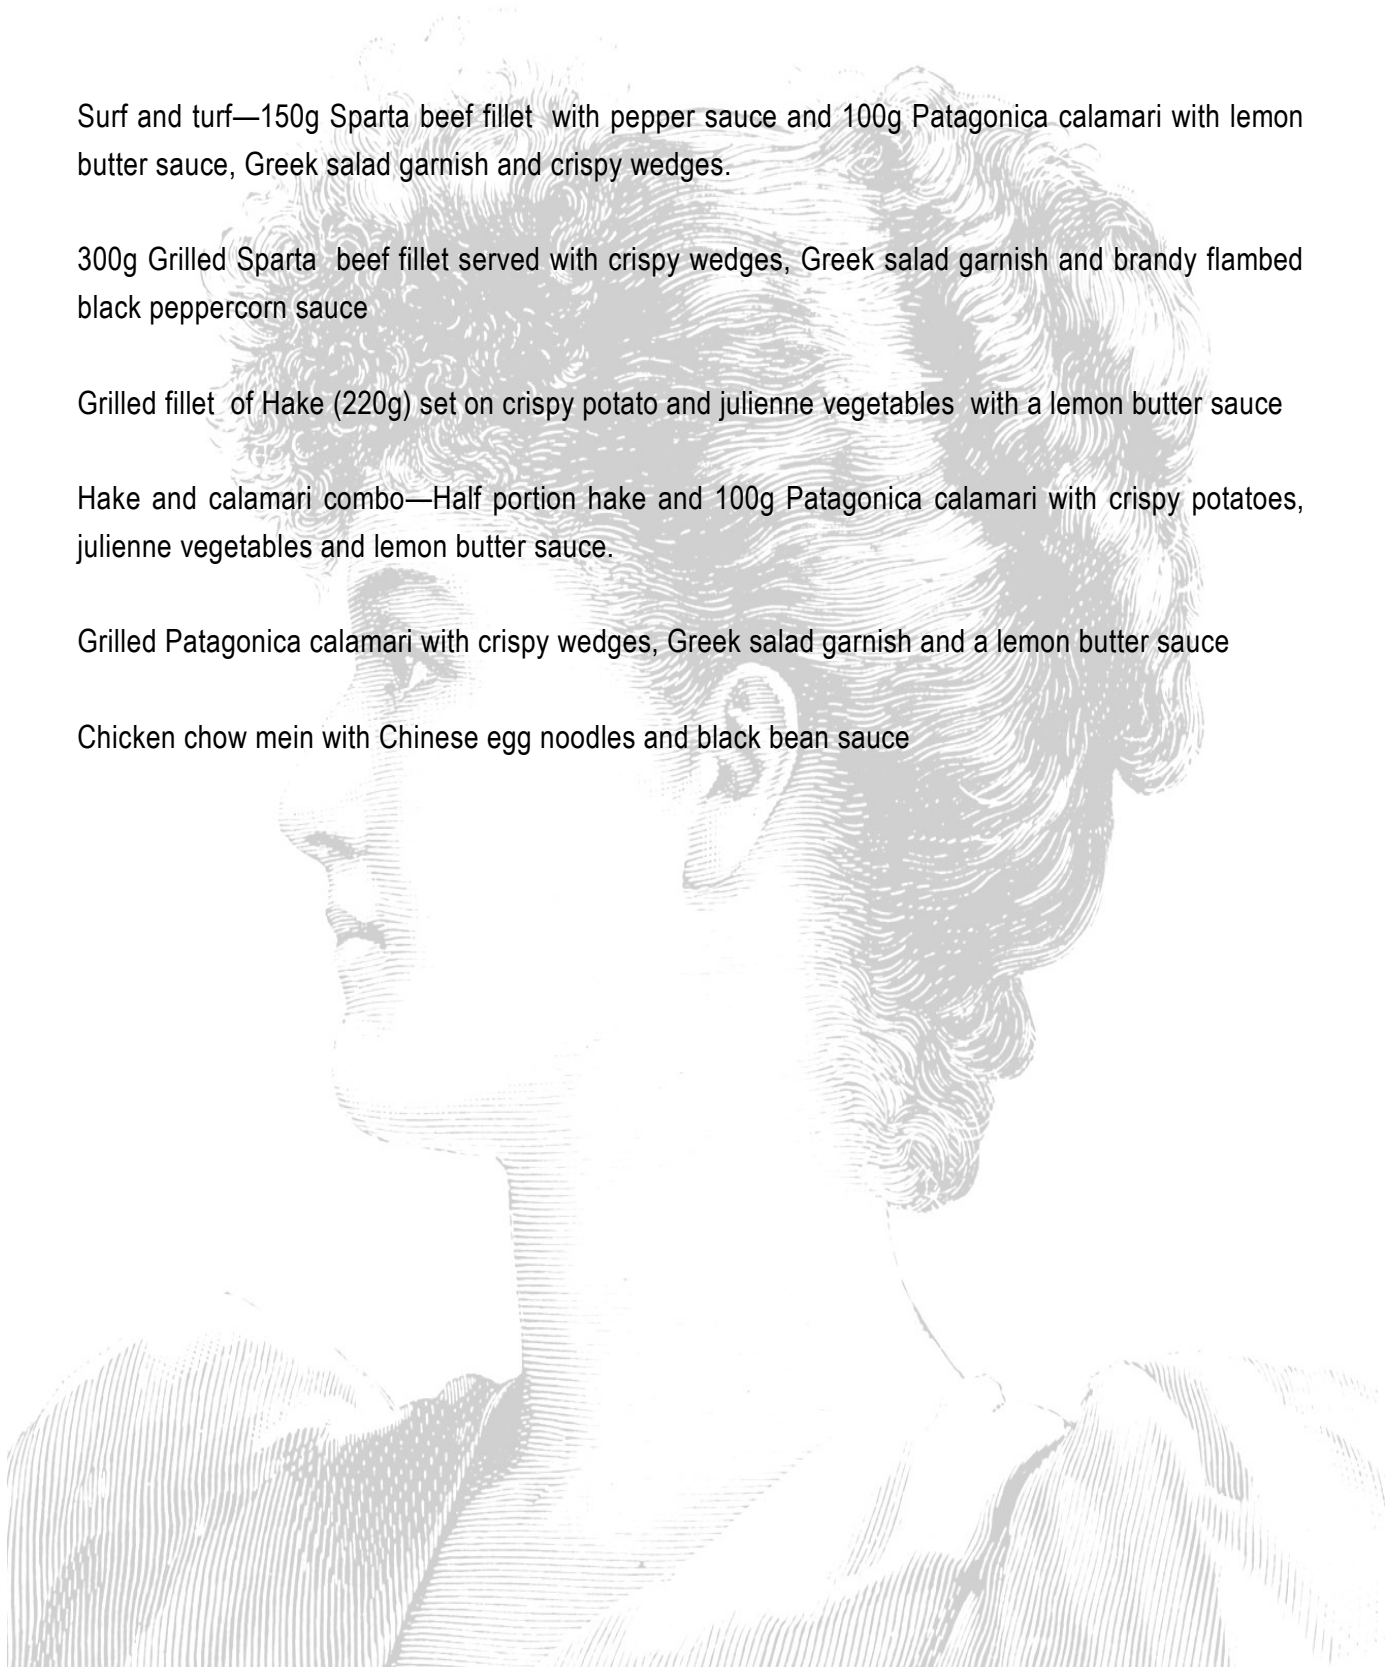 Surf and turf—150g Sparta beef fillet  with pepper sauce and 100g Patagonica calamari with lemon
butter sauce, Greek salad garnish and crispy wedges.
300g Grilled Sparta  beef fillet served with crispy wedges, Greek salad garnish and brandy flambed
black peppercorn sauce
Grilled fillet  of Hake (220g) set on crispy potato and julienne vegetables  with a lemon butter sauce
Hake and calamari combo—Half portion hake and 100g Patagonica calamari with crispy potatoes,
julienne vegetables and lemon butter sauce.
Grilled Patagonica calamari with crispy wedges, Greek salad garnish and a lemon butter sauce
Chicken chow mein with Chinese egg noodles and black bean sauce